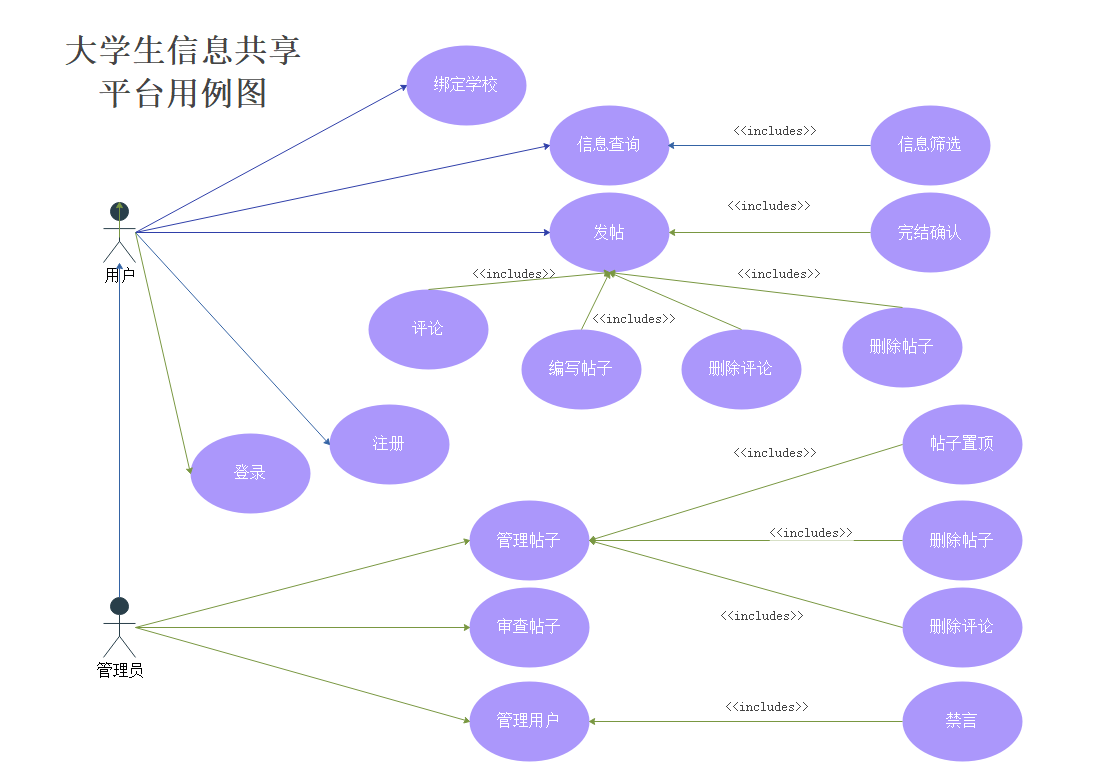 大学生信息共享
平台用例图
绑定学校
<<includes>>
信息查询
信息筛选
<<includes>>
发帖
完结确认
用户
<<includes>>
<<includes>>
<<includes>>
评论
编写帖子
删除评论
删除帖子
注册
帖子置顶
<<includes>>
登录
<<includes>>
管理帖子
删除帖子
<<includes>>
审查帖子
删除评论
管理员
<<includes>>
管理用户
禁言